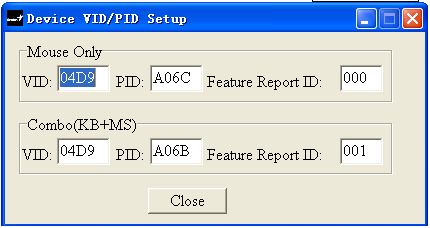 Device VID/PID Setup
Mouse Only
VID: 04D9 PID: A06C Feature Report ID: 000
Combo(KB+MS)
VID: 04D9 PID: A06B Feature Report ID: 001
Close